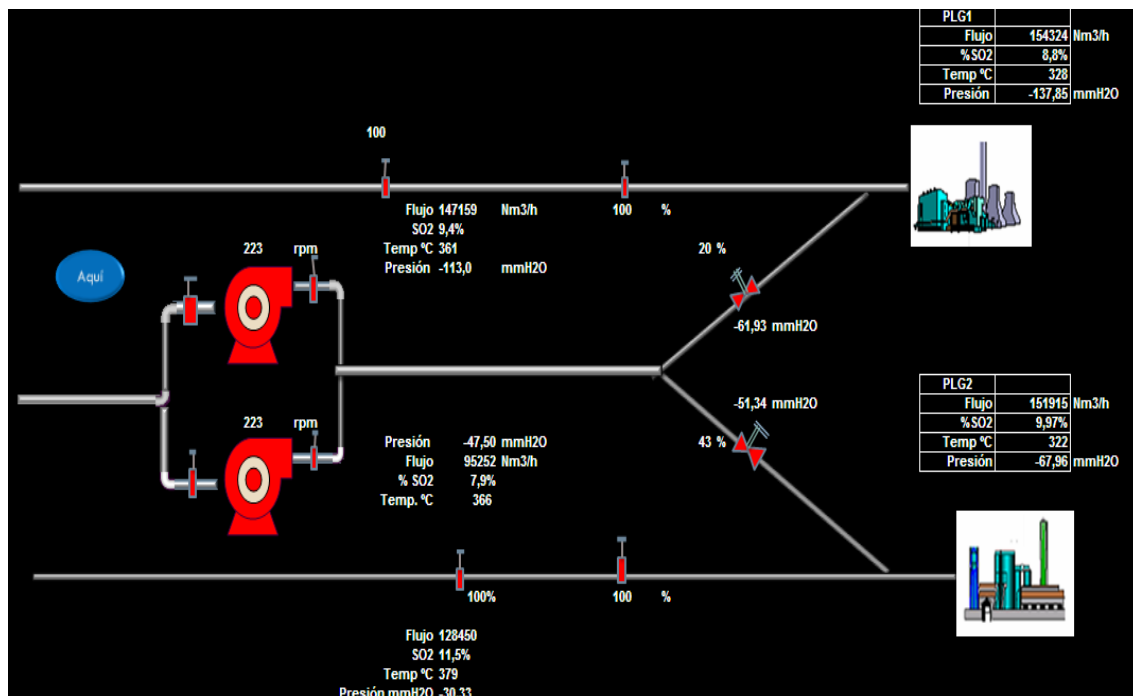 PLG1
Flujo 154324 Nm3/h
%SO2 8,8%
Temp ºC 328
Presión -137,85 mmH2O
100
Flujo 147159 Nm3/h
100 %
SO2 9,4%
Temp ºC 361
Presión -113,0 mmH2O
223 rpm
20 %
Aquí
-61,93 mmH2O
-51,34 mmH2O
PLG2
Flujo 151915 Nm3/h
%SO2 9,97%
Temp ºC 322
Presión -67,96 mmH2O
223 rpm
43 %
Presión -47,50 mmH2O
Flujo 95252 Nm3/h
% SO2 7,9%
Temp. ºC 366
100%
100 %
Flujo 128450
SO2 11,5%
Temp ºC 379
Presión mmH2O -30,33